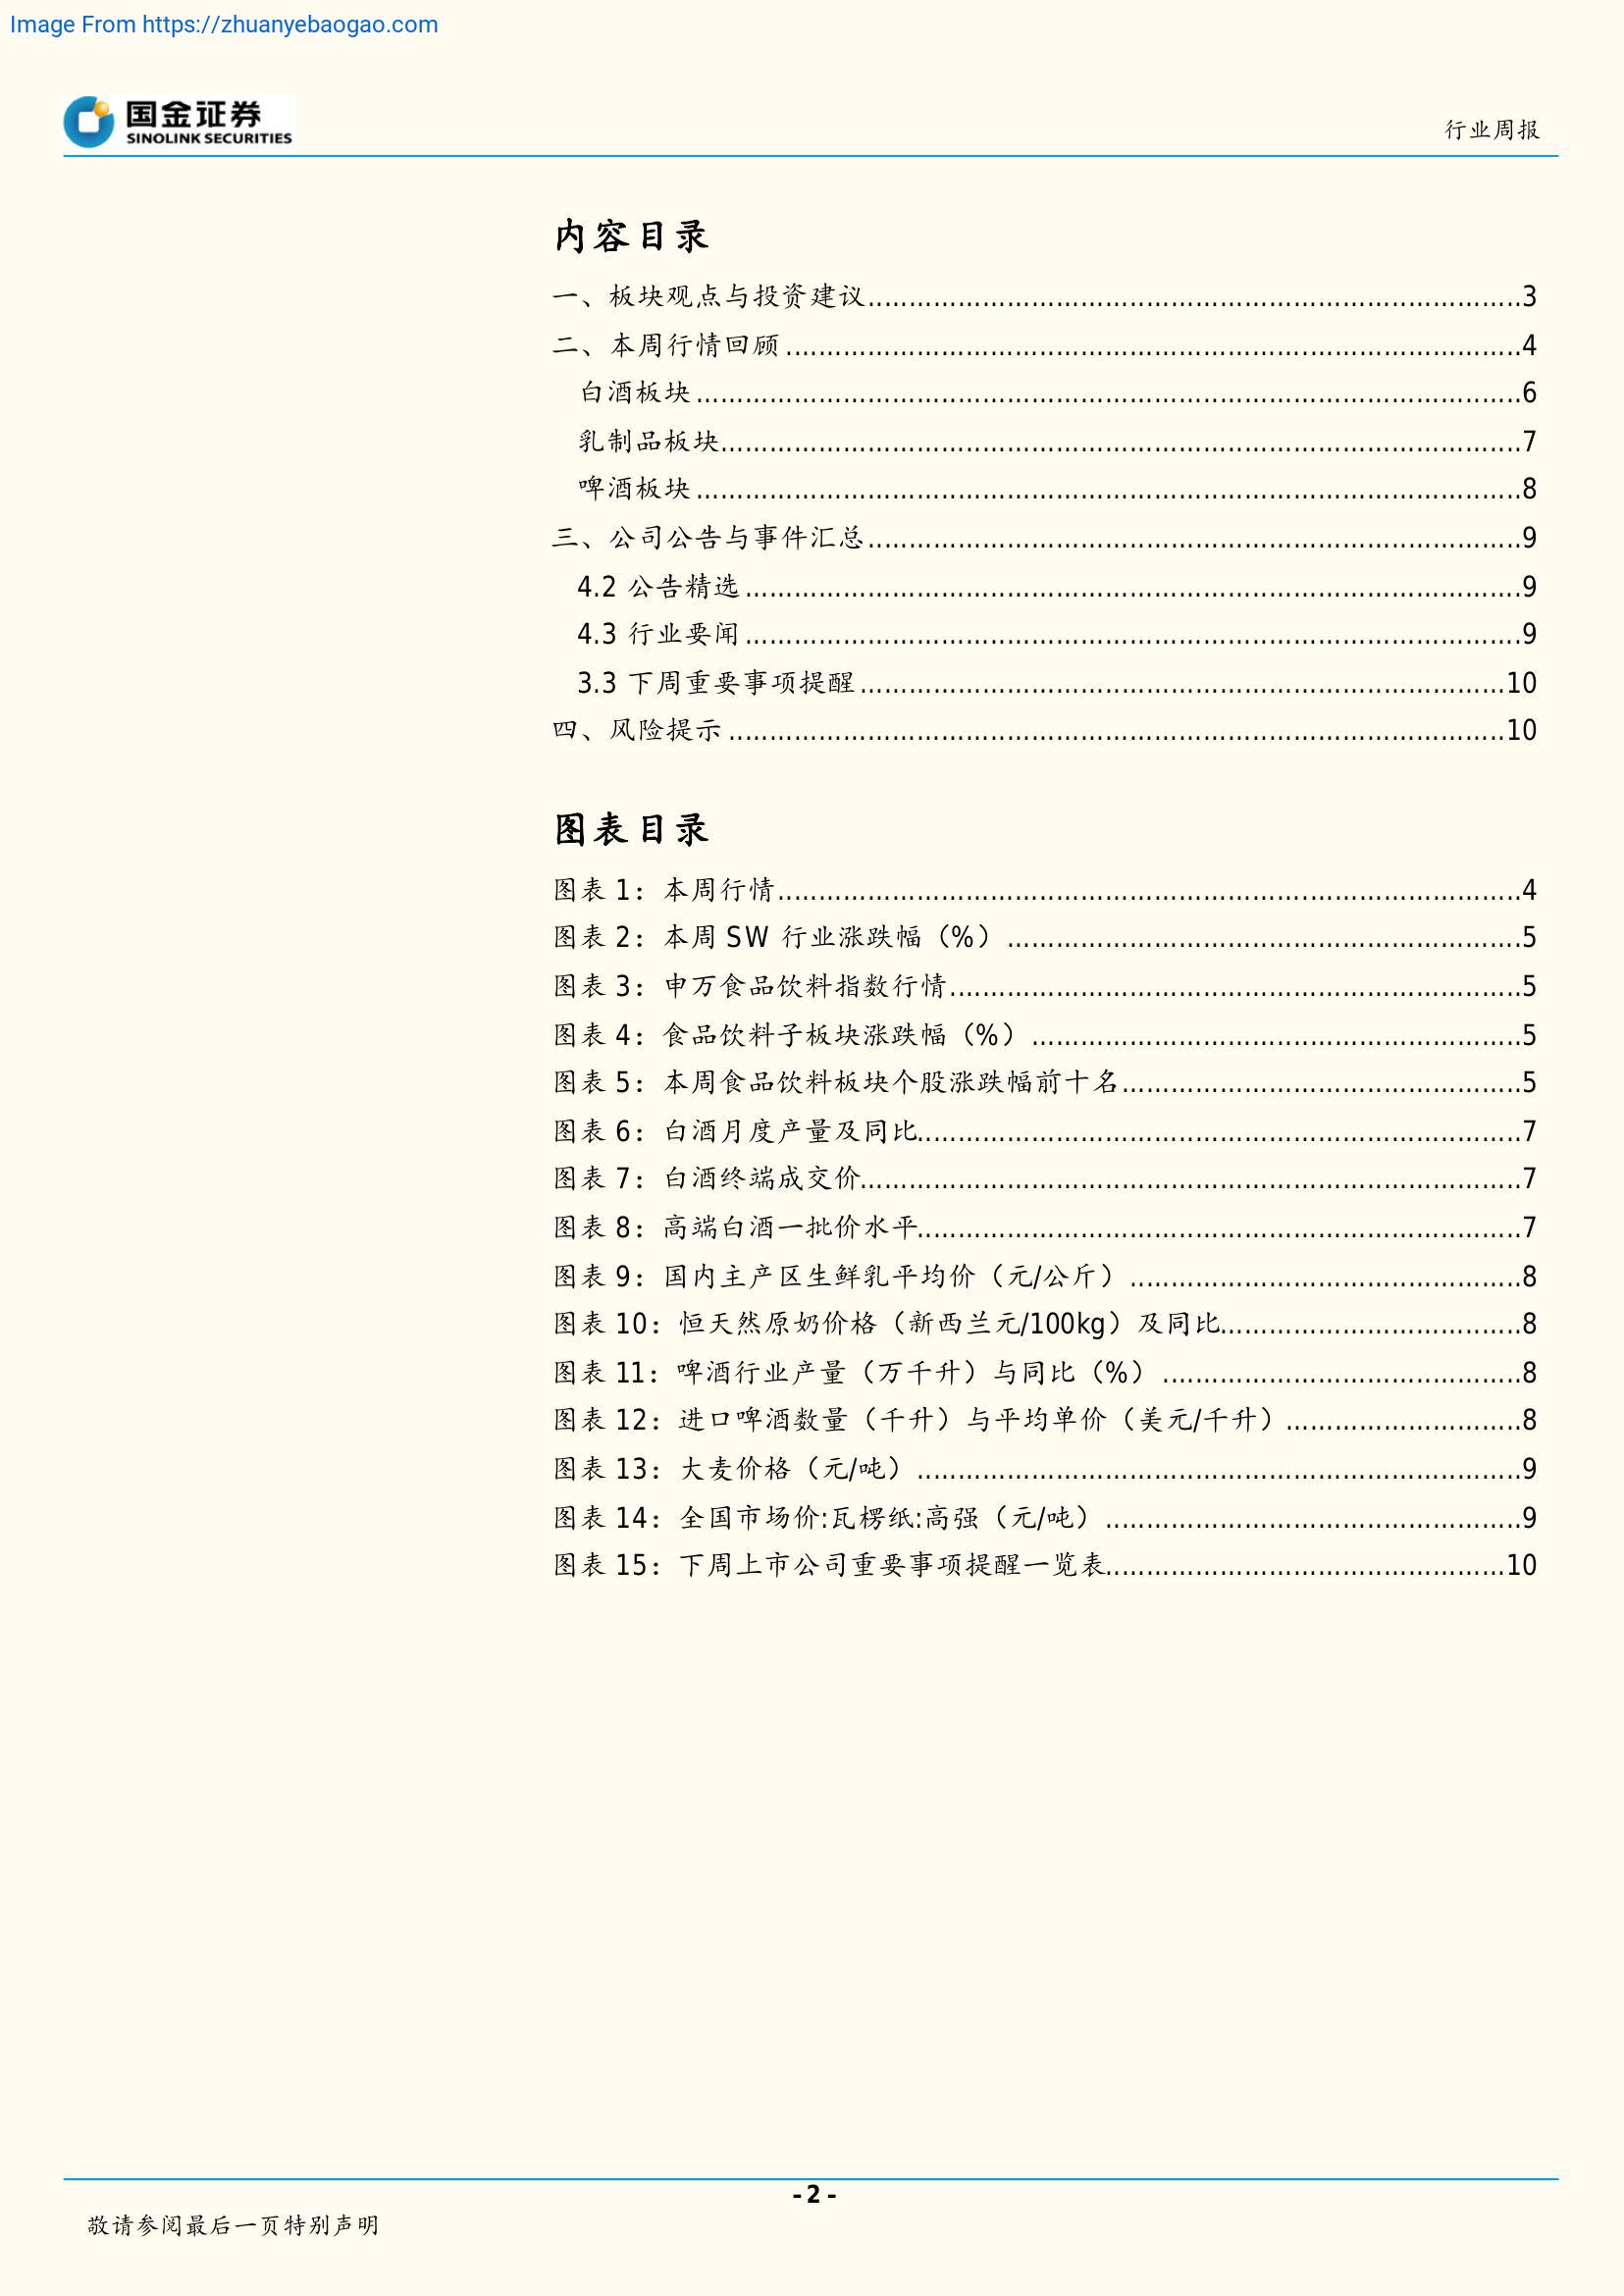 Image From https://zhuanyebaogao.com
国金证券
SINOLINK SECURITIES
行业周报
内容目录
一、板块观点与投资建议................................................................................3
二、本周行情回顾..........................................................................................4
白酒板块.....................................................................................................6
乳制品板块..................................................................................................7
啤酒板块.....................................................................................................8
三、公司公告与事件汇总................................................................................9
4.2 公告精选...............................................................................................9
4.3 行业要闻...............................................................................................9
3.3 下周重要事项提醒...............................................................................10
四、风险提示...............................................................................................10
图表目录
图表 1：本周行情...........................................................................................4
图表 2：本周 SW 行业涨跌幅（%）...............................................................5
图表 3：申万食品饮料指数行情......................................................................5
图表 4：食品饮料子板块涨跌幅（%）............................................................5
图表 5：本周食品饮料板块个股涨跌幅前十名.................................................5
图表 6：白酒月度产量及同比..........................................................................7
图表 7：白酒终端成交价.................................................................................7
图表 8：高端白酒一批价水平..........................................................................7
图表 9：国内主产区生鲜乳平均价（元/公斤）................................................8
图表 10：恒天然原奶价格（新西兰元/100kg）及同比.....................................8
图表 11：啤酒行业产量（万千升）与同比（%）............................................8
图表 12：进口啤酒数量（千升）与平均单价（美元/千升）.............................8
图表 13：大麦价格（元/吨）..........................................................................9
图表 14：全国市场价:瓦楞纸:高强（元/吨）...................................................9
图表 15：下周上市公司重要事项提醒一览表.................................................10
- 2 -
敬请参阅最后一页特别声明